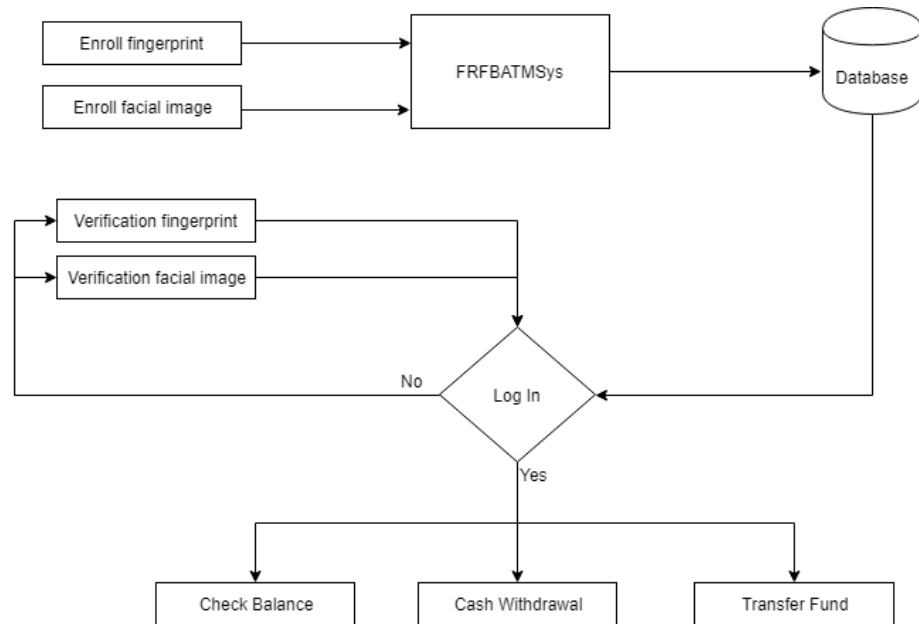 Enroll fingerprint
FRFBATMSys
Database
Enroll facial image
Verification fingerprint
Verification facial image
No
Log In
Yes
Check Balance
Cash Withdrawal
Transfer Fund